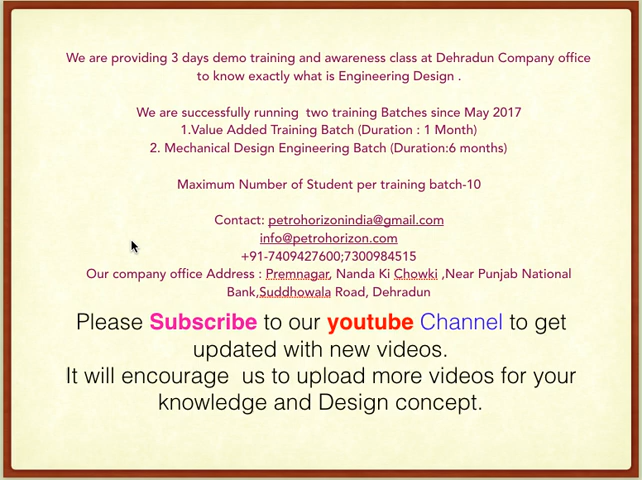 We are providing 3 days demo training and awareness class at Dehradun Company office
to know exactly what is Engineering Design .
We are successfully running  two training Batches since May 2017
1.Value Added Training Batch (Duration : 1 Month)
2. Mechanical Design Engineering Batch (Duration:6 months)
Maximum Number of Student per training batch-10
Contact: petrohorizonindia@gmail.com
info@petrohorizon.com
+91-7409427600;7300984515
Our company office Address : Premnagar, Nanda Ki Chowki ,Near Punjab National
Bank,Suddhowala Road, Dehradun
Please Subscribe to our youtube Channel to get
updated with new videos.
It will encourage  us to upload more videos for your
knowledge and Design concept.